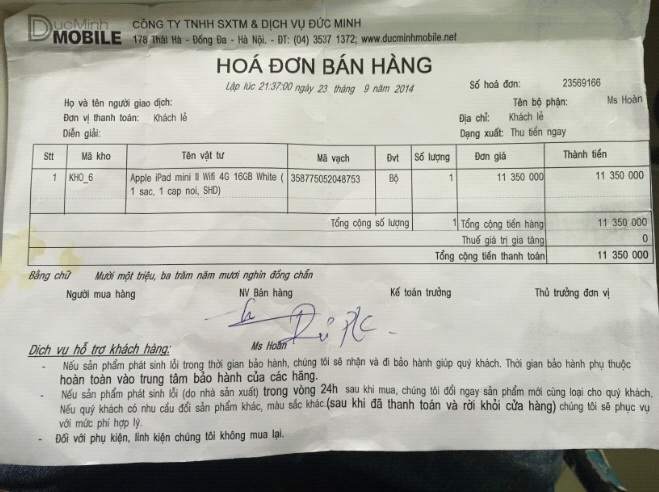 DucMinh MOBILE
CÔNG TY TNHH SXTM & DỊCH VỤ ĐỨC MINH
178 Thái Hà - Đống Đa - Hà Nội. - ĐT: (04) 3537 1372; www.ducminhmobile.net
HOÁ ĐƠN BÁN HÀNG
Lập lúc 21:37:00 ngày 23 tháng 9 năm 2014
Số hoá đơn: 23569166
Họ và tên người giao dịch:
Tên bộ phận: Ms Hoàn
Đơn vị thanh toán: Khách lẻ
Địa chỉ: Khách lẻ
Diễn giải:
Dạng xuất: Thu tiền ngay
Stt Mã kho Tên vật tư Mã vạch Đvt Số lượng Đơn giá Thành tiền
1 KHO_6 Apple iPad mini II Wifi 4G 16GB White ( 358775052048753 Bộ 1 11 350 000 11 350 000
1 sac, 1 cap noi, SHD)
Tổng cộng số lượng 1 Tổng cộng tiền hàng 11 350 000
Thuế giá trị gia tăng 0
Tổng cộng tiền thanh toán 11 350 000
Bằng chữ Mười một triệu, ba trăm năm mươi nghìn đồng chẵn
Người mua hàng NV Bán hàng Kế toán trưởng Thủ trưởng đơn vị
Ms Hoàn
Dịch vụ hỗ trợ khách hàng:
- Nếu sản phẩm phát sinh lỗi trong thời gian bảo hành, chúng tôi sẽ nhận và đi bảo hành giúp quý khách. Thời gian bảo hành phụ thuộc
hoàn toàn vào trung tâm bảo hành của các hãng.
- Nếu sản phẩm phát sinh lỗi (do nhà sản xuất) trong vòng 24h sau khi mua, chúng tôi đổi ngay sản phẩm mới cùng loại cho quý khách.
Nếu quý khách có nhu cầu đổi sản phẩm khác, màu sắc khác (sau khi đã thanh toán và rời khỏi cửa hàng) chúng tôi sẽ phục vụ
với mức phí hợp lý.
- Đối với phụ kiện, linh kiện chúng tôi không mua lại.